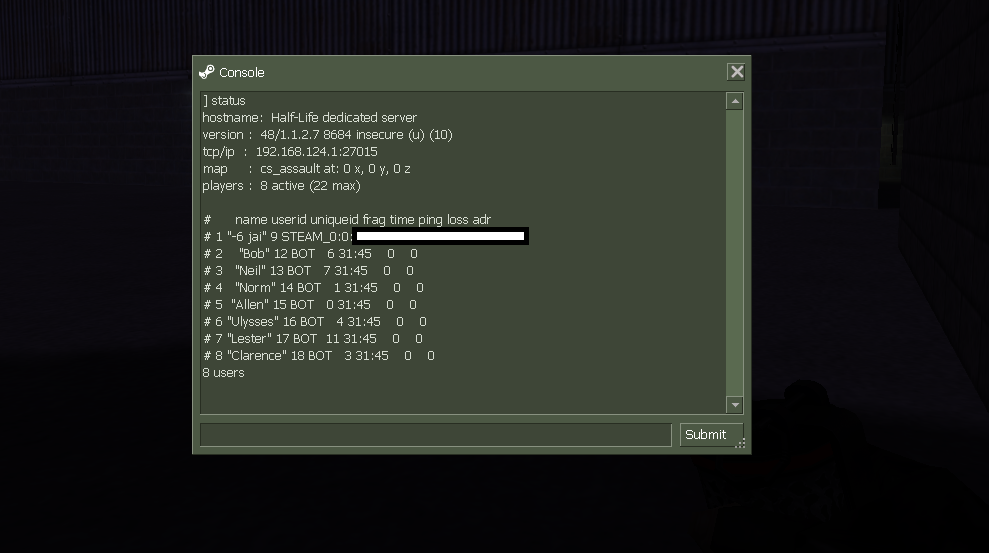 Console
] status
hostname: Half-Life dedicated server
version : 48/1.1.2.7 8684 insecure (u) (10)
tcp/ip : 192.168.124.1:27015
map : cs_assault at: 0 x, 0 y, 0 z
players : 8 active (22 max)
# name userid uniqueid frag time ping loss adr
# 1 "-6 jai" 9 STEAM_0:0:
# 2 "Bob" 12 BOT 6 31:45 0 0
# 3 "Neil" 13 BOT 7 31:45 0 0
# 4 "Norm" 14 BOT 1 31:45 0 0
# 5 "Allen" 15 BOT 0 31:45 0 0
# 6 "Ulysses" 16 BOT 4 31:45 0 0
# 7 "Lester" 17 BOT 11 31:45 0 0
# 8 "Clarence" 18 BOT 3 31:45 0 0
8 users
Submit